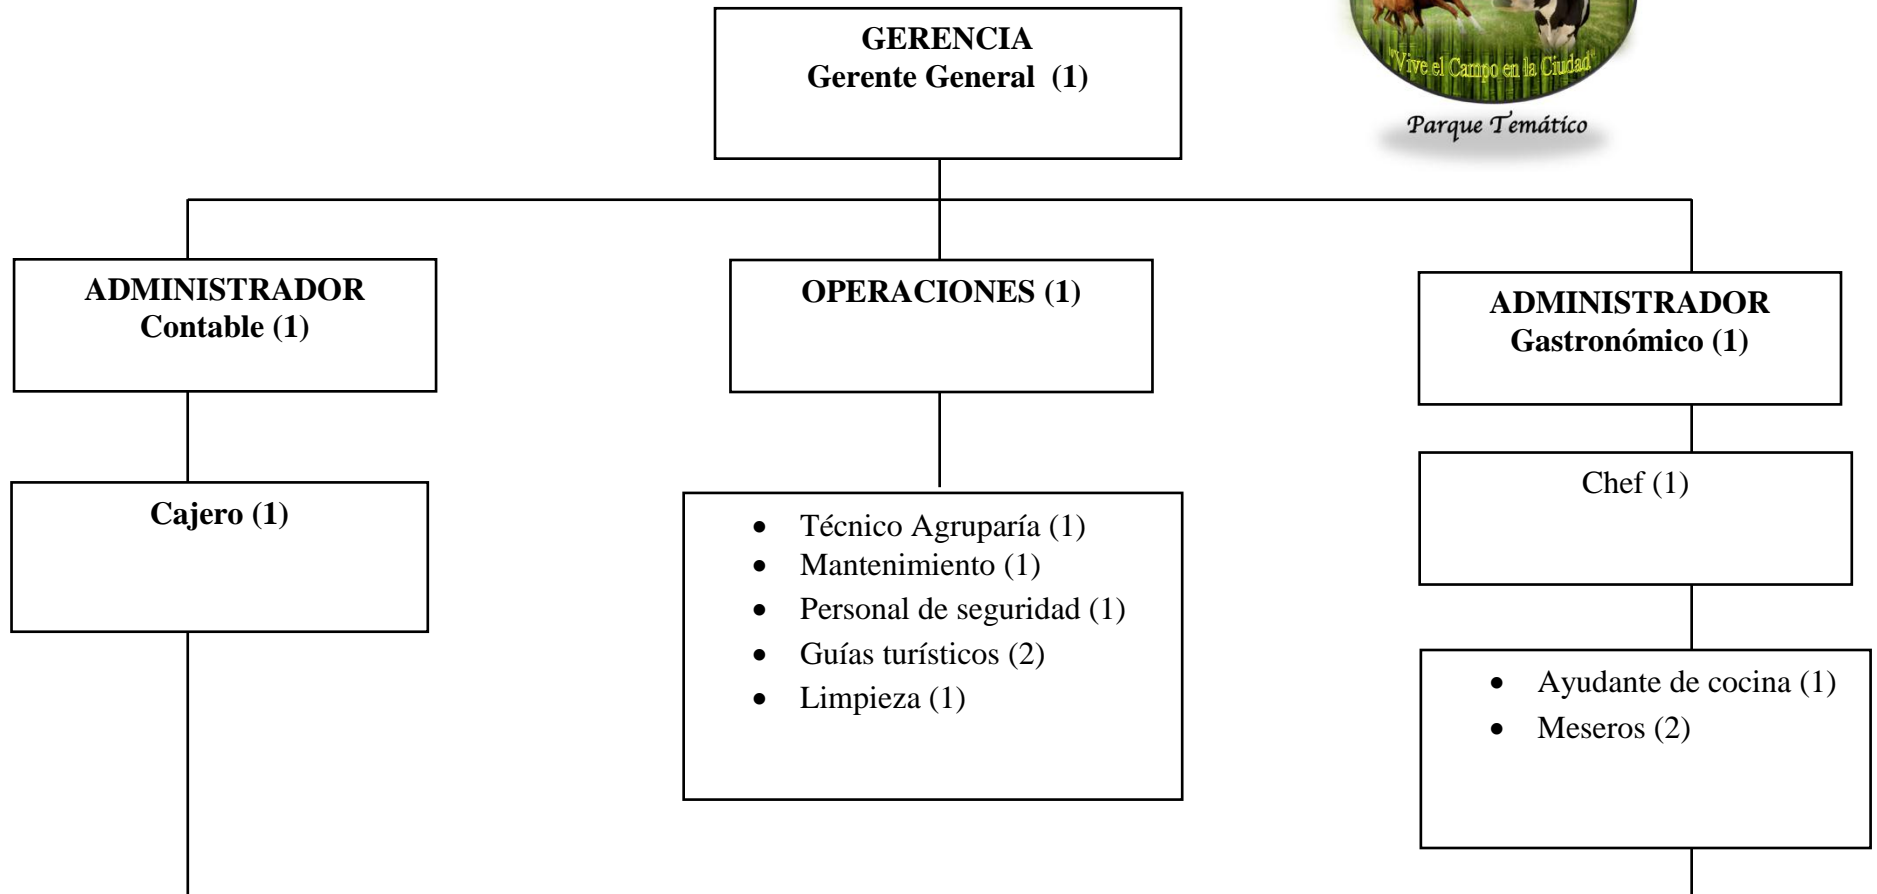 GERENCIA
Gerente General (1)
"Vive el Campo en la Ciudad"
Parque Temático
ADMINISTRADOR
Contable (1)
OPERACIONES (1)
ADMINISTRADOR
Gastronómico (1)
Cajero (1)
• Técnico Agruparía (1)
• Mantenimiento (1)
• Personal de seguridad (1)
• Guías turísticos (2)
• Limpieza (1)
Chef (1)
• Ayudante de cocina (1)
• Meseros (2)